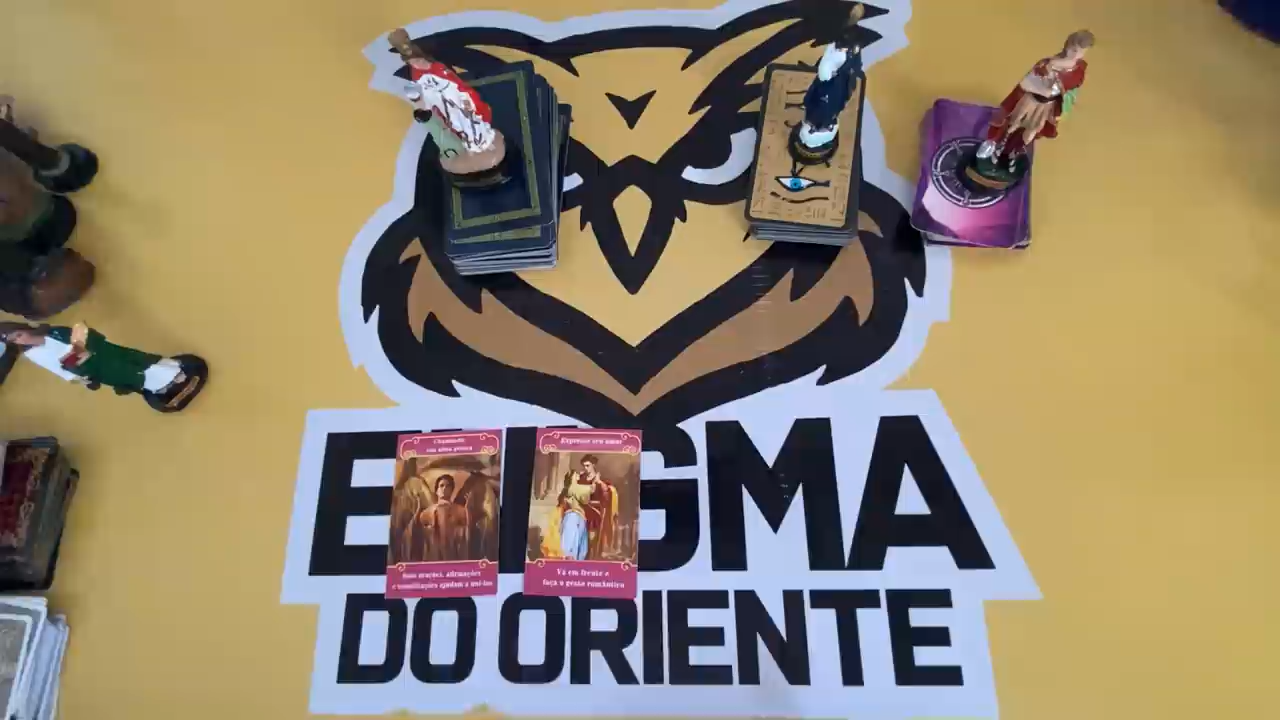 ENIGMA
DO ORIENTE
Chamando
sua alma gêmea
Suas orações, afirmações
e visualizações ajudam a uni-los
Expresse seu amor
Vá em frente e
faça o gesto romântico